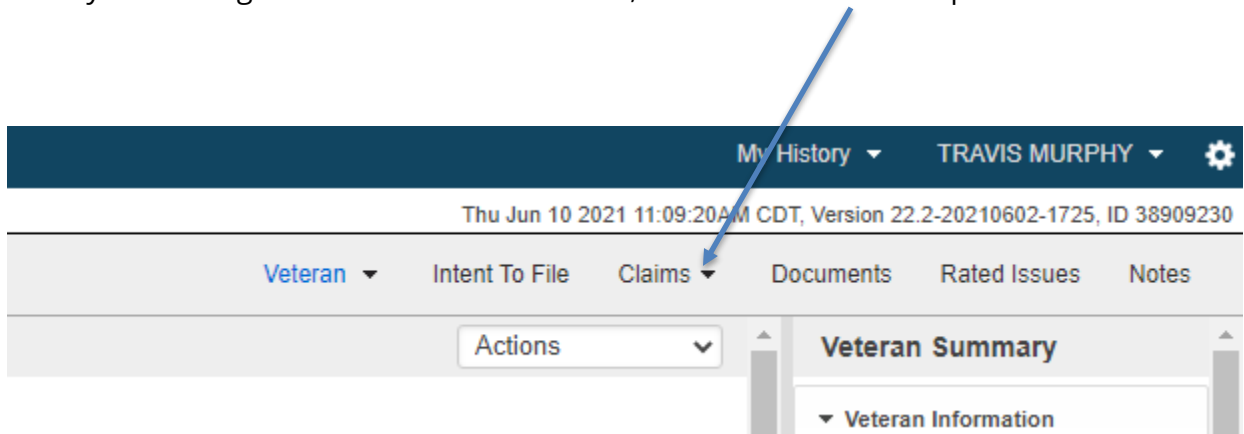 My History TRAVIS MURPHY
Thu Jun 10 2021 11:09:20AM CDT, Version 22.2-20210602-1725, ID 38909230
Veteran Intent To File Claims Documents Rated Issues Notes
Actions Veteran Summary
Veteran Information